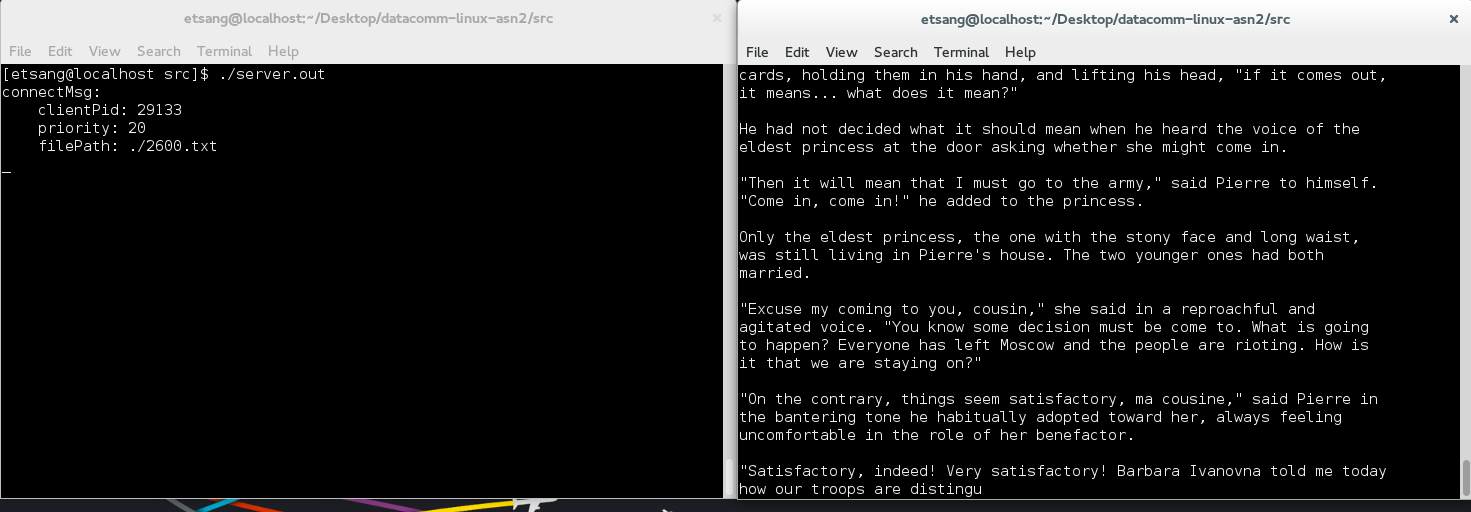 etsang@localhost:~/Desktop/datacomm-linux-asn2/src
File Edit View Search Terminal Help
[etsang@localhost src]$ ./server.out
connectMsg:
    clientPid: 29133
    priority: 20
    filePath: ./2600.txt
etsang@localhost:~/Desktop/datacomm-linux-asn2/src
File Edit View Search Terminal Help
cards, holding them in his hand, and lifting his head, "if it comes out,
it means... what does it mean?"
He had not decided what it should mean when he heard the voice of the
eldest princess at the door asking whether she might come in.
"Then it will mean that I must go to the army," said Pierre to himself.
"Come in, come in!" he added to the princess.
Only the eldest princess, the one with the stony face and long waist,
was still living in Pierre's house. The two younger ones had both
married.
"Excuse my coming to you, cousin," she said in a reproachful and
agitated voice. "You know some decision must be come to. What is going
to happen? Everyone has left Moscow and the people are rioting. How is
it that we are staying on?"
"On the contrary, things seem satisfactory, ma cousine," said Pierre in
the bantering tone he habitually adopted toward her, always feeling
uncomfortable in the role of her benefactor.
"Satisfactory, indeed! Very satisfactory! Barbara Ivanovna told me today
how our troops are distingu